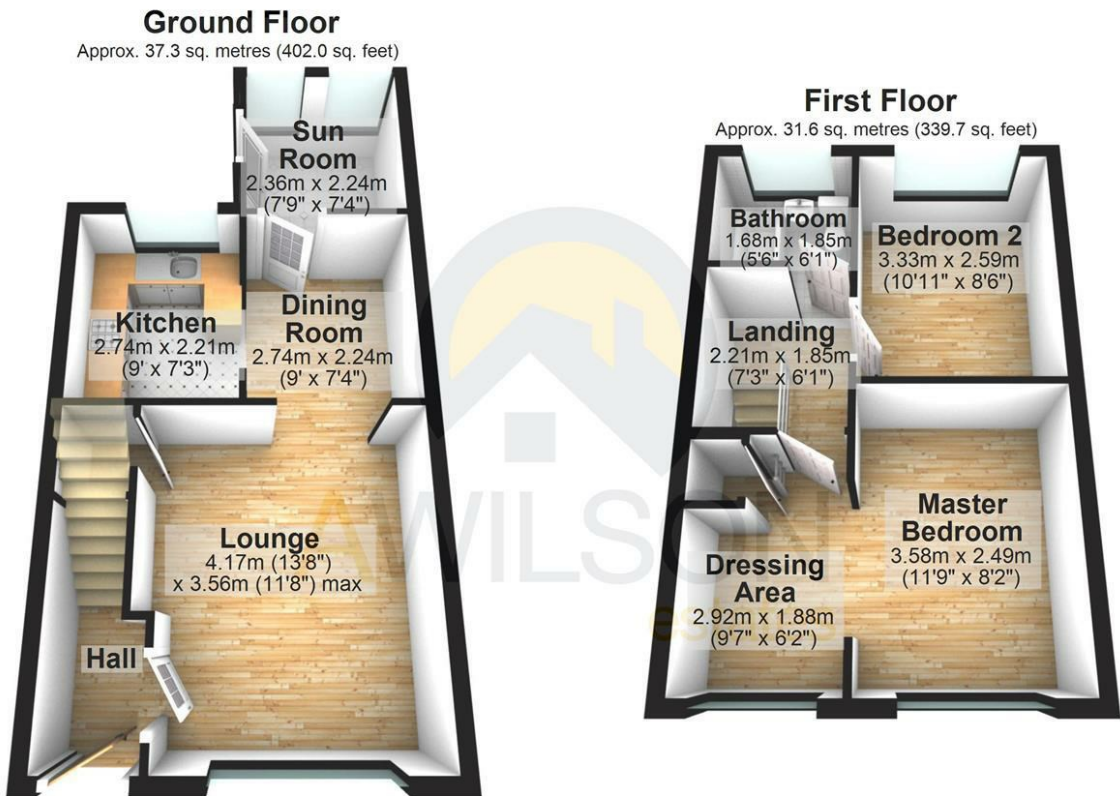 Ground Floor
Approx. 37.3 sq. metres (402.0 sq. feet)
Sun
Room
2.36m x 2.24m
(7'9" x 7'4")
Kitchen
2.74m x 2.21m
(9' x 7'3")
Dining
Room
2.74m x 2.24m
(9' x 7'4")
Lounge
4.17m (13'8")
x 3.56m (11'8") max
Hall
First Floor
Approx. 31.6 sq. metres (339.7 sq. feet)
Bathroom
1.68m x 1.85m
(5'6" x 6'1")
Bedroom 2
3.33m x 2.59m
(10'11" x 8'6")
Landing
2.21m x 1.85m
(7'3" x 6'1")
Master
Bedroom
3.58m x 2.49m
(11'9" x 8'2")
Dressing
Area
2.92m x 1.88m
(9'7" x 6'2")
AWILSON